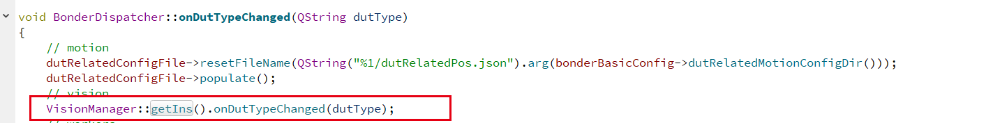 void BonderDispatcher::onDutTypeChanged(QString dutType)
{
// motion
dutRelatedConfigFile->resetFileName(QString("%1/dutRelatedPos.json").arg(bonderBasicConfig->dutRelatedMotionConfigDir()));
dutRelatedConfigFile->populate();
// vision
VisionManager::getIns().onDutTypeChanged(dutType);